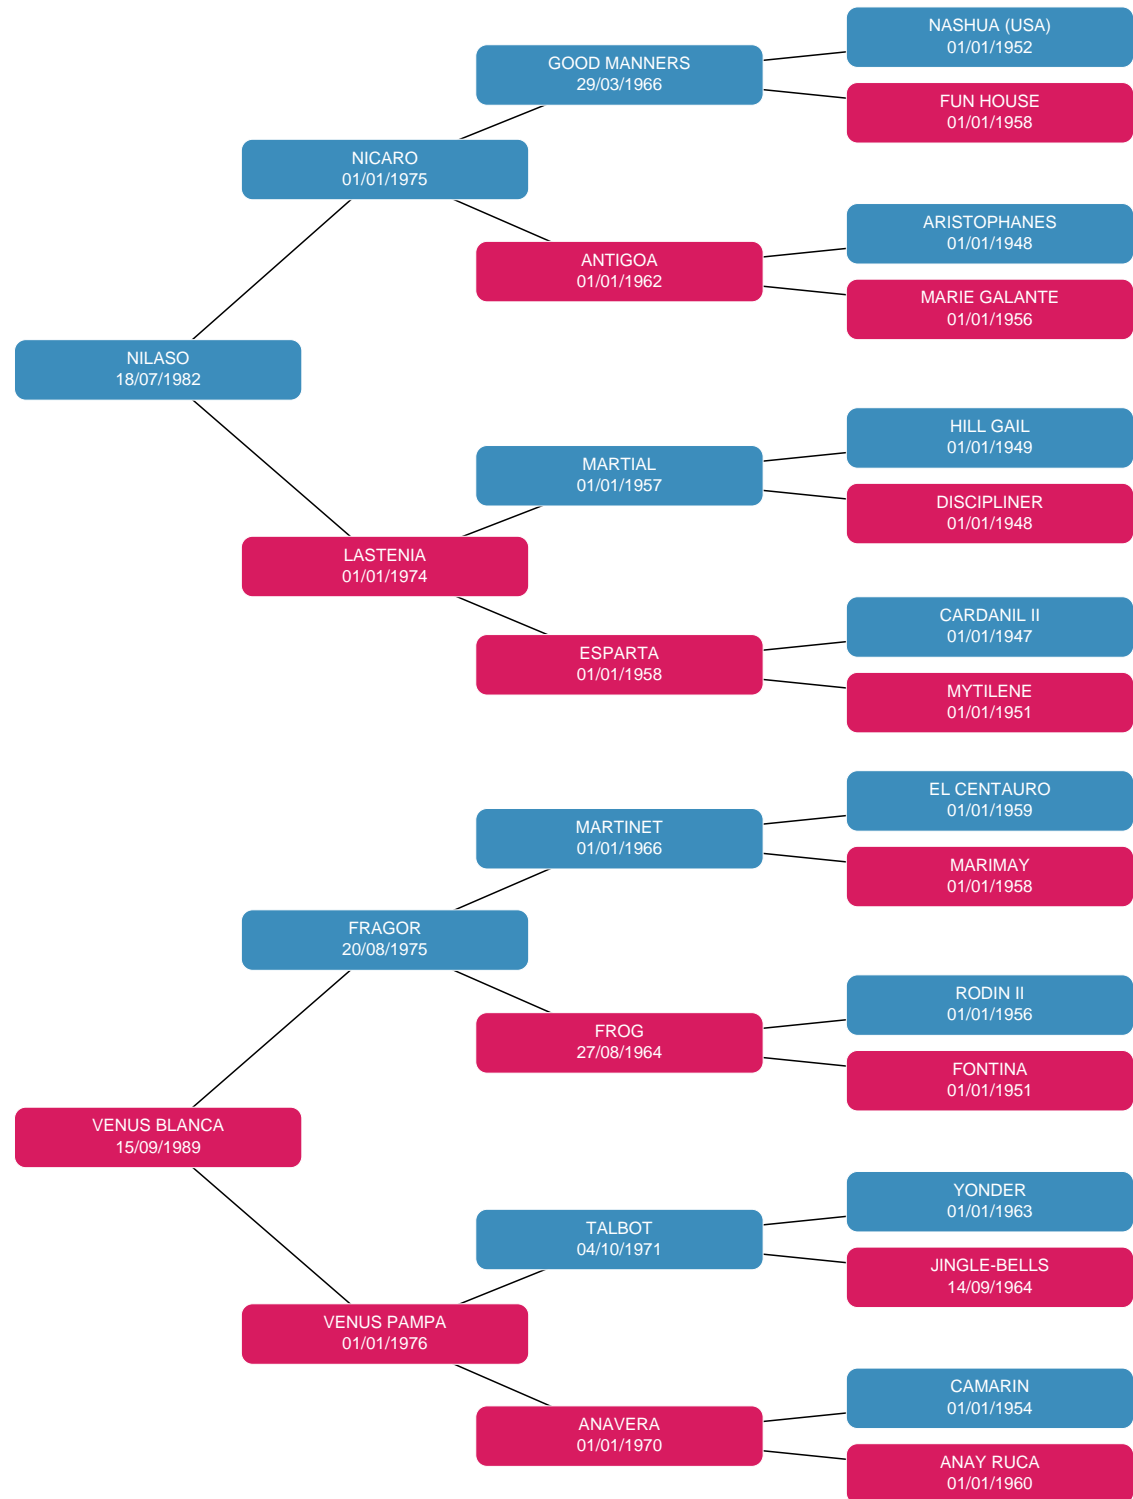 NASHUA (USA)
01/01/1952
GOOD MANNERS
29/03/1966
FUN HOUSE
01/01/1958
NICARO
01/01/1975
ARISTOPHANES
01/01/1948
ANTIGOA
01/01/1962
MARIE GALANTE
01/01/1956
NILASO
18/07/1982
HILL GAIL
01/01/1949
MARTIAL
01/01/1957
DISCIPLINER
01/01/1948
LASTENIA
01/01/1974
CARDANIL II
01/01/1947
ESPARTA
01/01/1958
MYTILENE
01/01/1951
EL CENTAURO
01/01/1959
MARTINET
01/01/1966
MARIMAY
01/01/1958
FRAGOR
20/08/1975
RODIN II
01/01/1956
FROG
27/08/1964
FONTINA
01/01/1951
VENUS BLANCA
15/09/1989
YONDER
01/01/1963
TALBOT
04/10/1971
JINGLE-BELLS
14/09/1964
VENUS PAMPA
01/01/1976
CAMARIN
01/01/1954
ANAVERA
01/01/1970
ANAY RUCA
01/01/1960